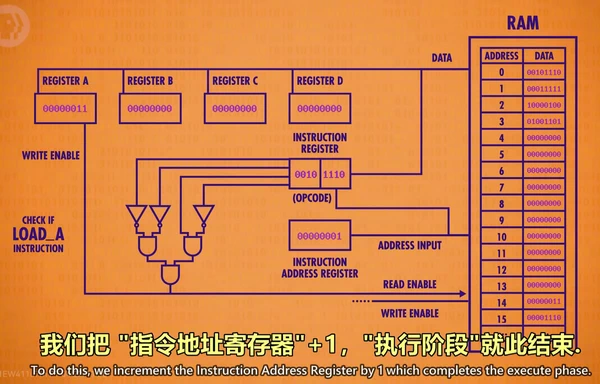 RAM
DATA
ADDRESS DATA
0 00101110
1 00011111
2 10000100
3 01001101
4 00000000
5 00000000
6 00000000
7 00000000
8 00000000
9 00000000
10 00000000
11 00000000
12 00000000
13 00000000
14 00000011
15 00001110
REGISTER A REGISTER B REGISTER C REGISTER D
00000011 00000000 00000000 00000000
WRITE ENABLE
INSTRUCTION
REGISTER
0010 1110
(OPCODE)
CHECK IF
LOAD_A
INSTRUCTION
00000001
ADDRESS INPUT
INSTRUCTION
ADDRESS REGISTER
READ ENABLE
WRITE ENABLE
我们把 "指令地址寄存器"+1，"执行阶段"就此结束.
To do this, we increment the Instruction Address Register by 1 which completes the execute phase.